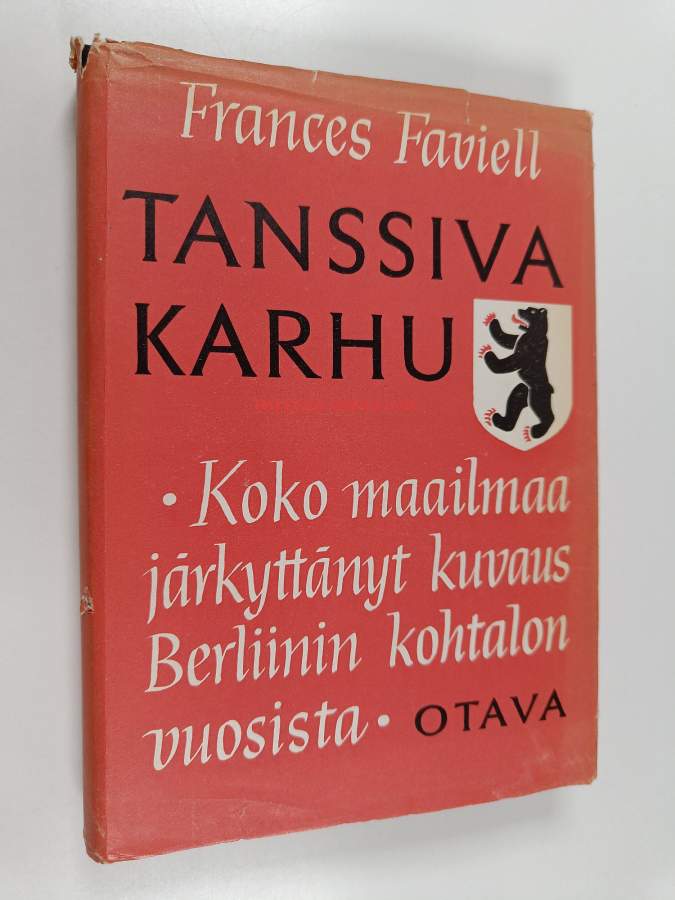 Frances Faviell
TANSSIVA
KARHU
• Koko maailmaa
järkyttänyt kuvaus
Berliinin kohtalon
vuosista • OTAVA